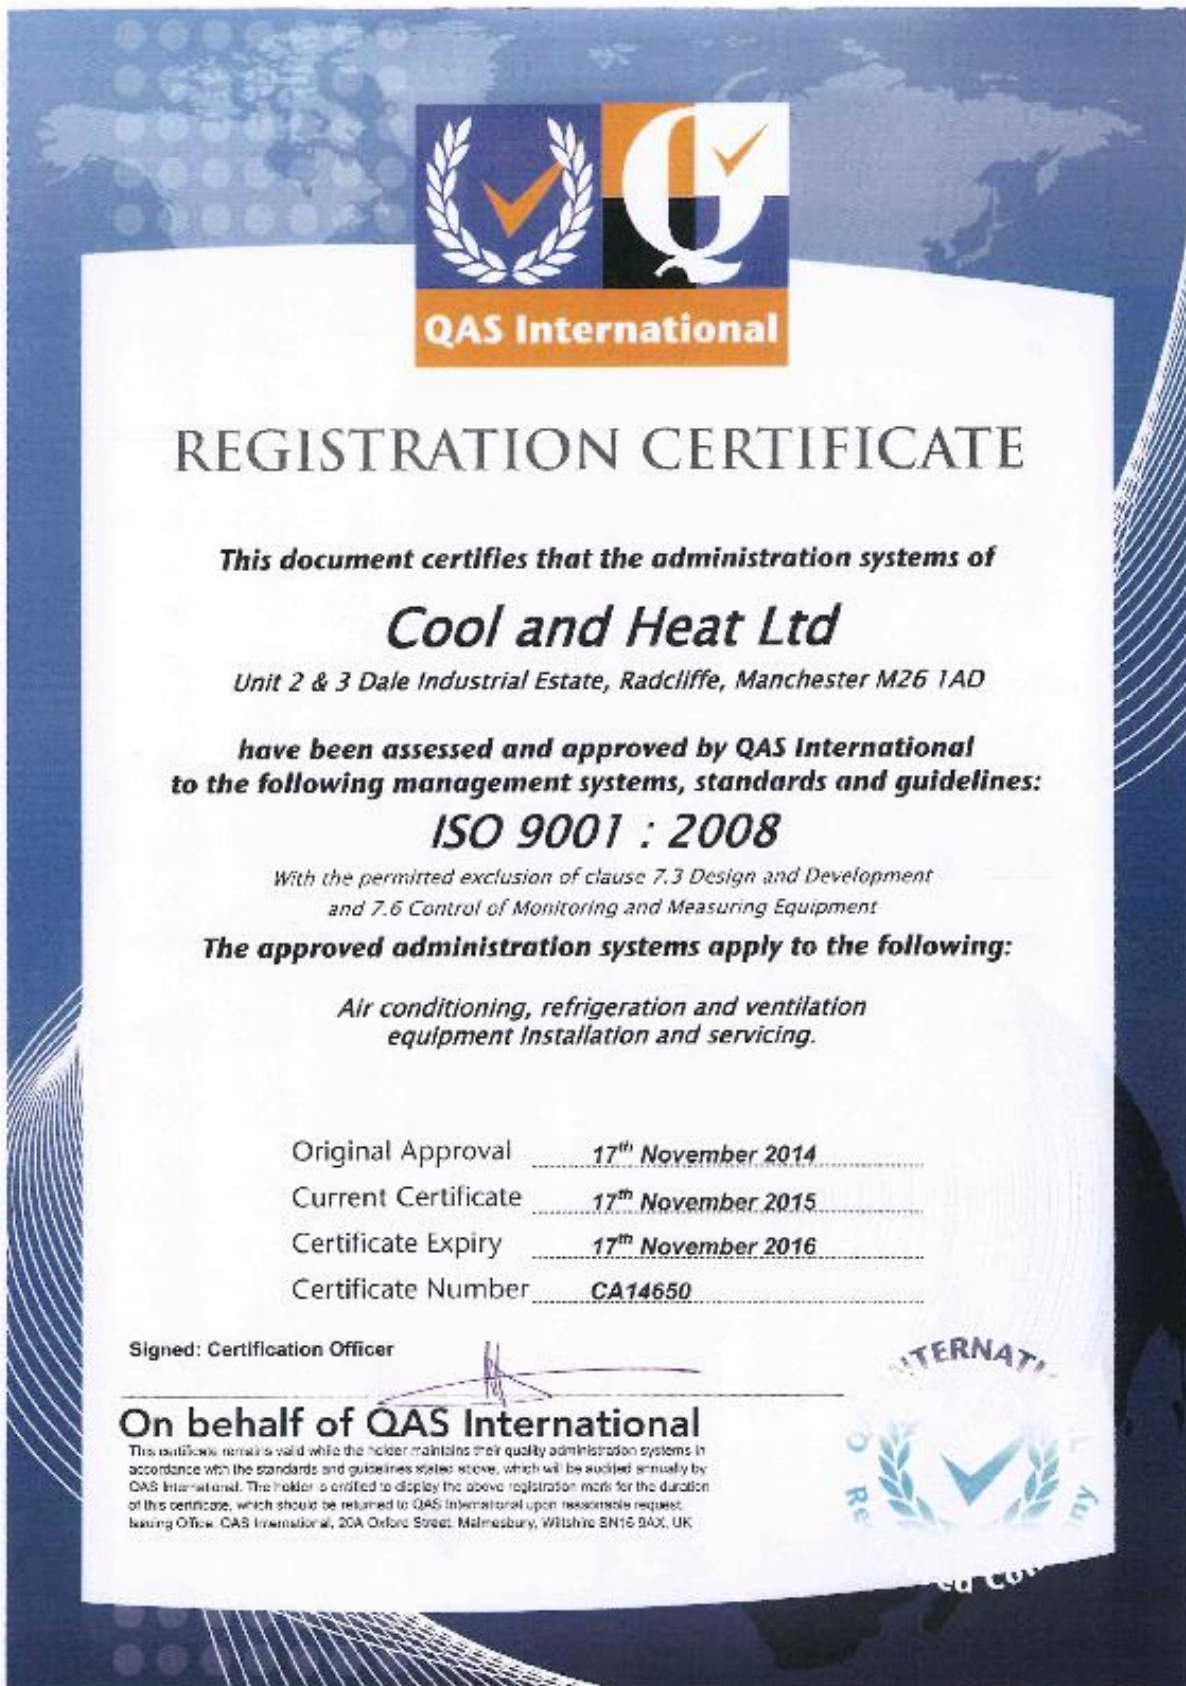 QAS International
REGISTRATION CERTIFICATE
This document certifies that the administration systems of
Cool and Heat Ltd
Unit 2 & 3 Dale Industrial Estate, Radcliffe, Manchester M26 1AD
have been assessed and approved by QAS International
to the following management systems, standards and guidelines:
ISO 9001 : 2008
With the permitted exclusion of clause 7.3 Design and Development
and 7.6 Control of Monitoring and Measuring Equipment
The approved administration systems apply to the following:
Air conditioning, refrigeration and ventilation
equipment Installation and servicing.
Original Approval 17th November 2014
Current Certificate 17th November 2015
Certificate Expiry 17th November 2016
Certificate Number CA14650
Signed: Certification Officer
On behalf of QAS International
This certificate remains valid while the holder maintains their quality administration systems in
accordance with the standards and guidelines stated above, which will be audited annually by
QAS International. The holder is entitled to display the above registration mark for the duration
of this certificate, which should be returned to QAS International upon reasonable request.
Issuing Office: QAS International, 20A Oxford Street, Malmesbury, Wiltshire SN16 9AX, UK